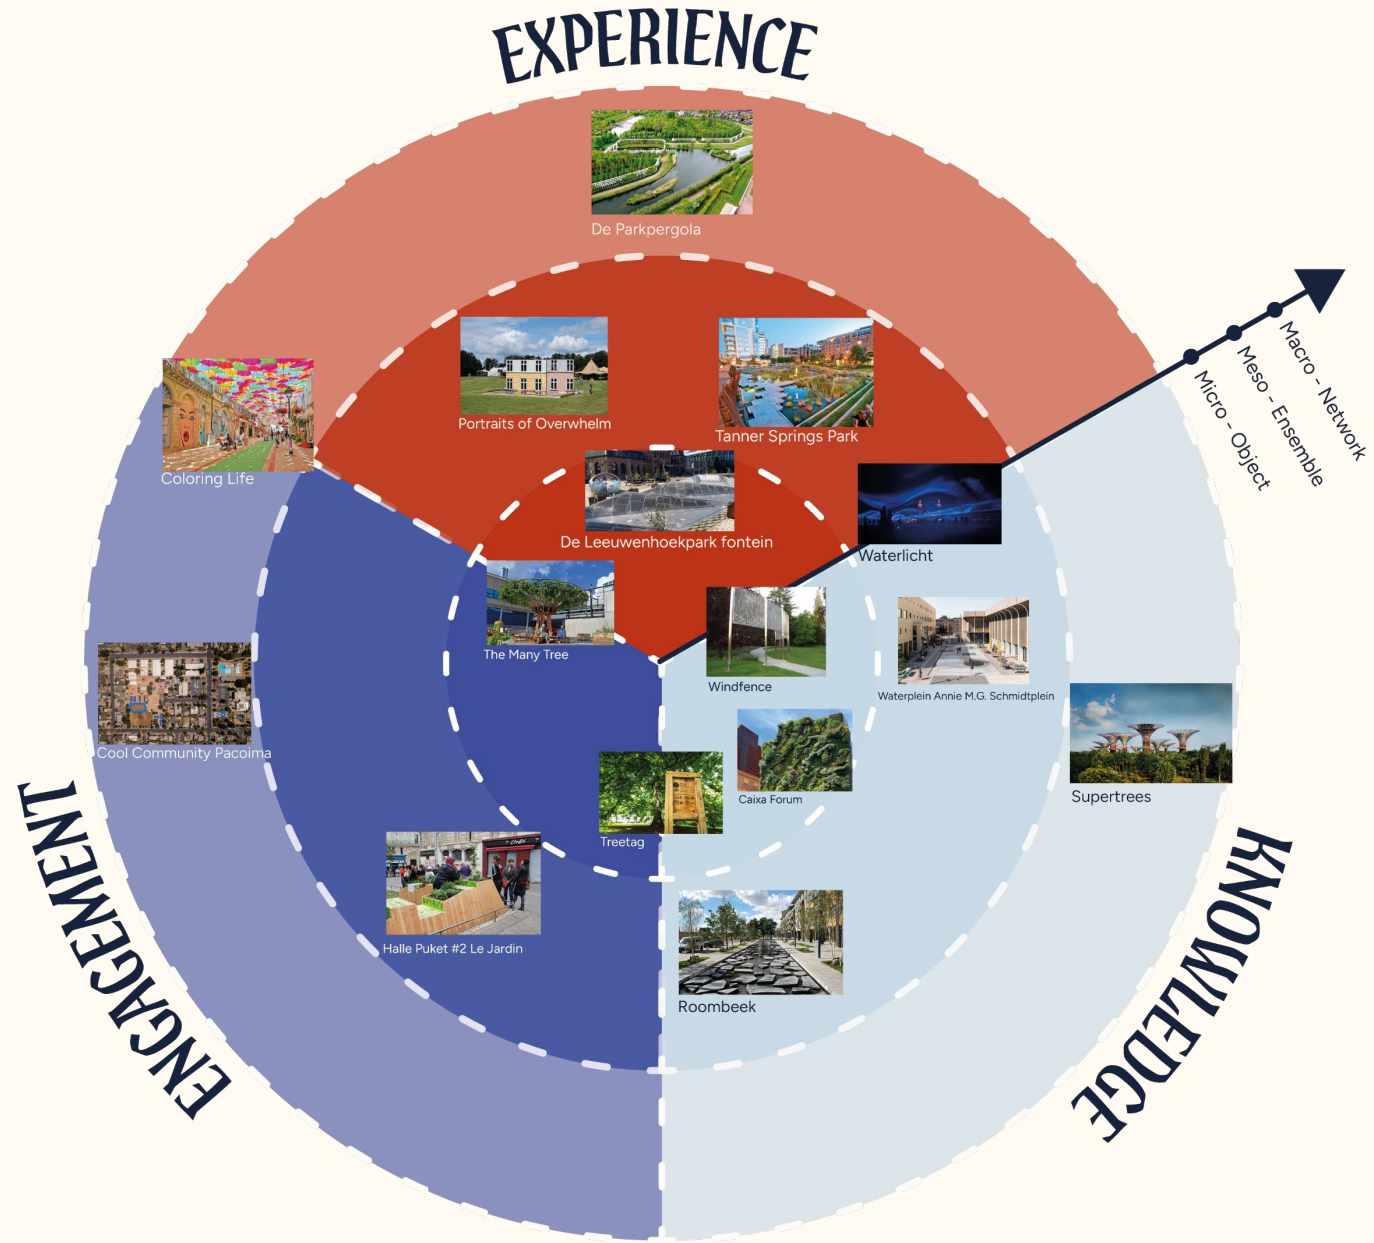 EXPERIENCE
De Parkpergola
Macro - Network
Meso - Ensemble
Micro - Object
Portraits of Overwhelm
Tanner Springs Park
Coloring Life
De Leeuwenhoekpark fontein
Waterlicht
The Many Tree
Windfence
Waterplein Annie M.G. Schmidtplein
Cool Community Pacoima
Supertrees
Caixa Forum
Treetag
Halle Puket #2 Le Jardin
Roombeek
ENGAGEMENT
KNOWLEDGE